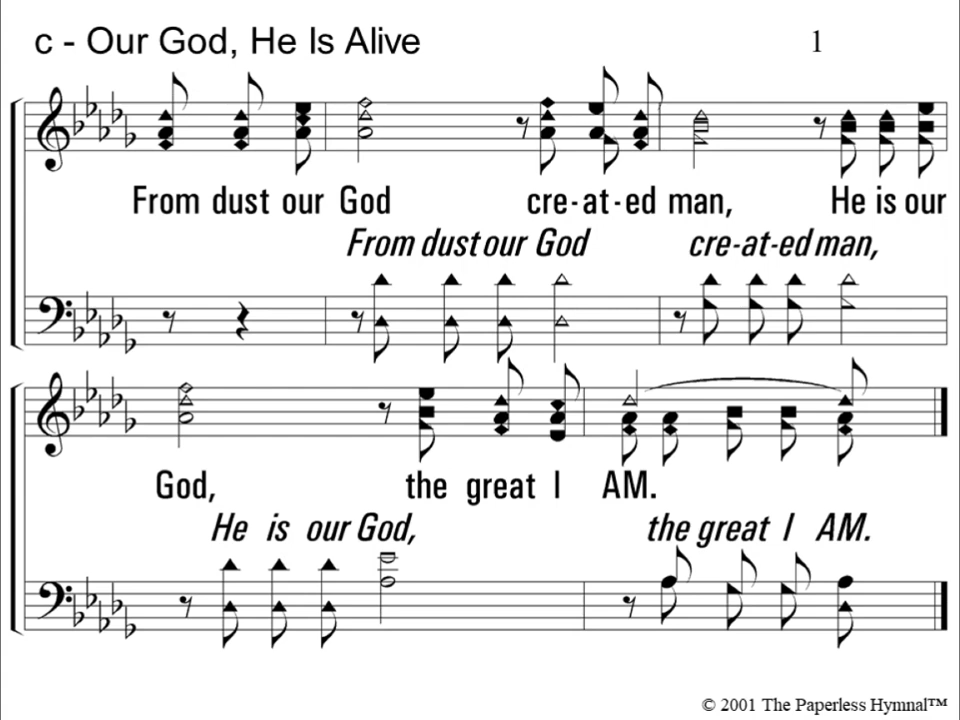 c - Our God, He Is Alive
1
From dust our God cre-at-ed man, He is our
From dust our God cre-at-ed man,
God, the great I AM.
He is our God, the great I AM.
© 2001 The Paperless Hymnal™